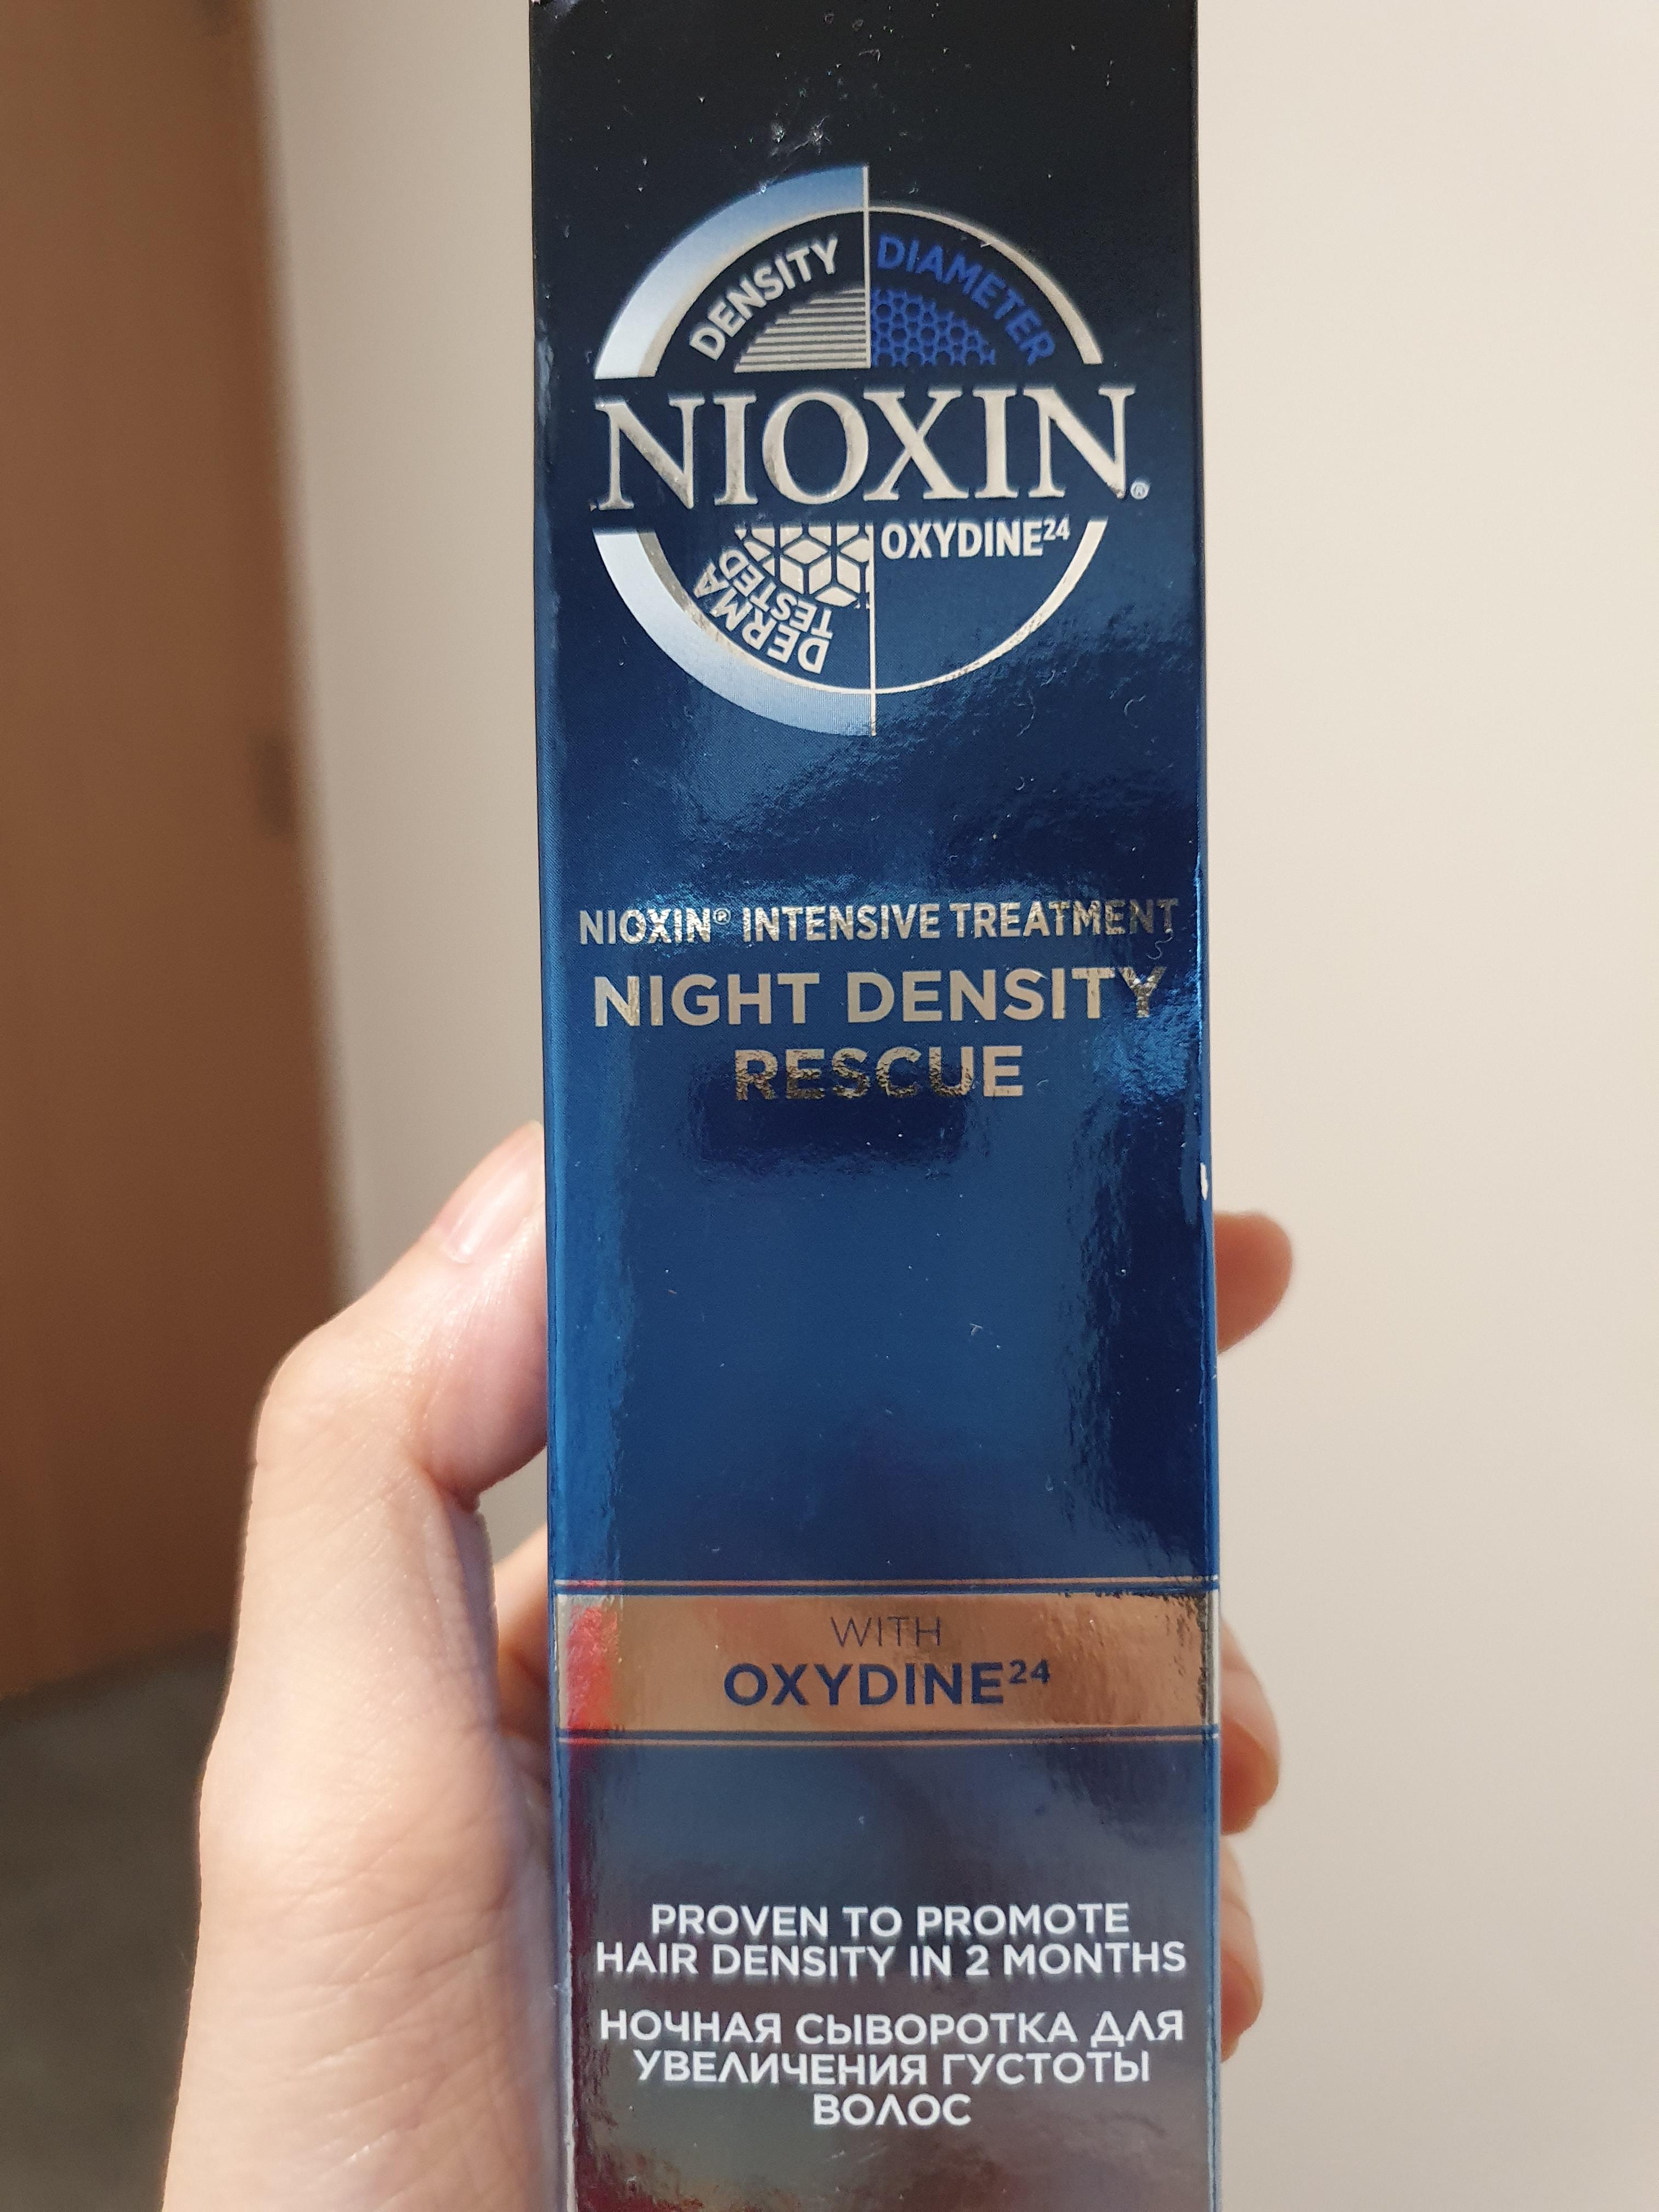 DENSITY
DIAMETER
NIOXIN®
DERMA
TESTED
OXYDINE²⁴
NIOXIN® INTENSIVE TREATMENT
NIGHT DENSITY
RESCUE
WITH
OXYDINE²⁴
PROVEN TO PROMOTE
HAIR DENSITY IN 2 MONTHS
НОЧНАЯ СЫВОРОТКА ДЛЯ
УВЕЛИЧЕНИЯ ГУСТОТЫ
ВОЛОС